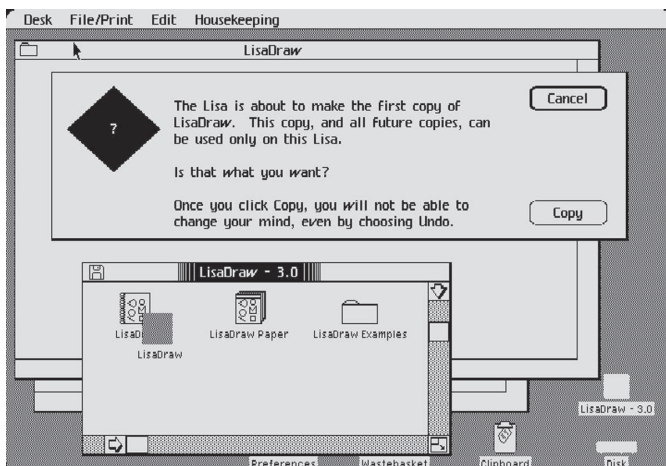 Desk File/Print Edit Housekeeping
LisaDraw
?
The Lisa is about to make the first copy of
LisaDraw. This copy, and all future copies, can
be used only on this Lisa.
Is that what you want?
Once you click Copy, you will not be able to
change your mind, even by choosing Undo.
Cancel
Copy
LisaDraw - 3.0
LisaD
LisaDraw Paper
LisaDraw Examples
LisaDraw
LisaDraw - 3.0
Preferences
Wastebasket
Clipboard
Disk